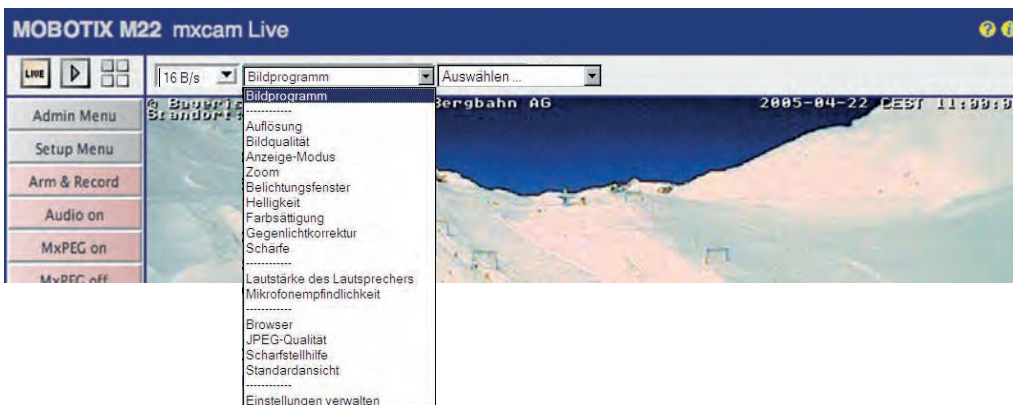 MOBOTIX M22 mxcam Live
LIVE
16 B/s
Bildprogramm
Auswählen ...
Admin Menu
Setup Menu
Arm & Record
Audio on
MxPEG on
MxPEG off
Bergbahn AG
2005-04-22 CEST
Standort:
Bildprogramm
------------
Auflösung
Bildqualität
Anzeige-Modus
Zoom
Belichtungsfenster
Helligkeit
Farbsättigung
Gegenlichtkorrektur
Schärfe
------------
Lautstärke des Lautsprechers
Mikrofonempfindlichkeit
------------
Browser
JPEG-Qualität
Scharfstellhilfe
Standardansicht
------------
Einstellungen verwalten